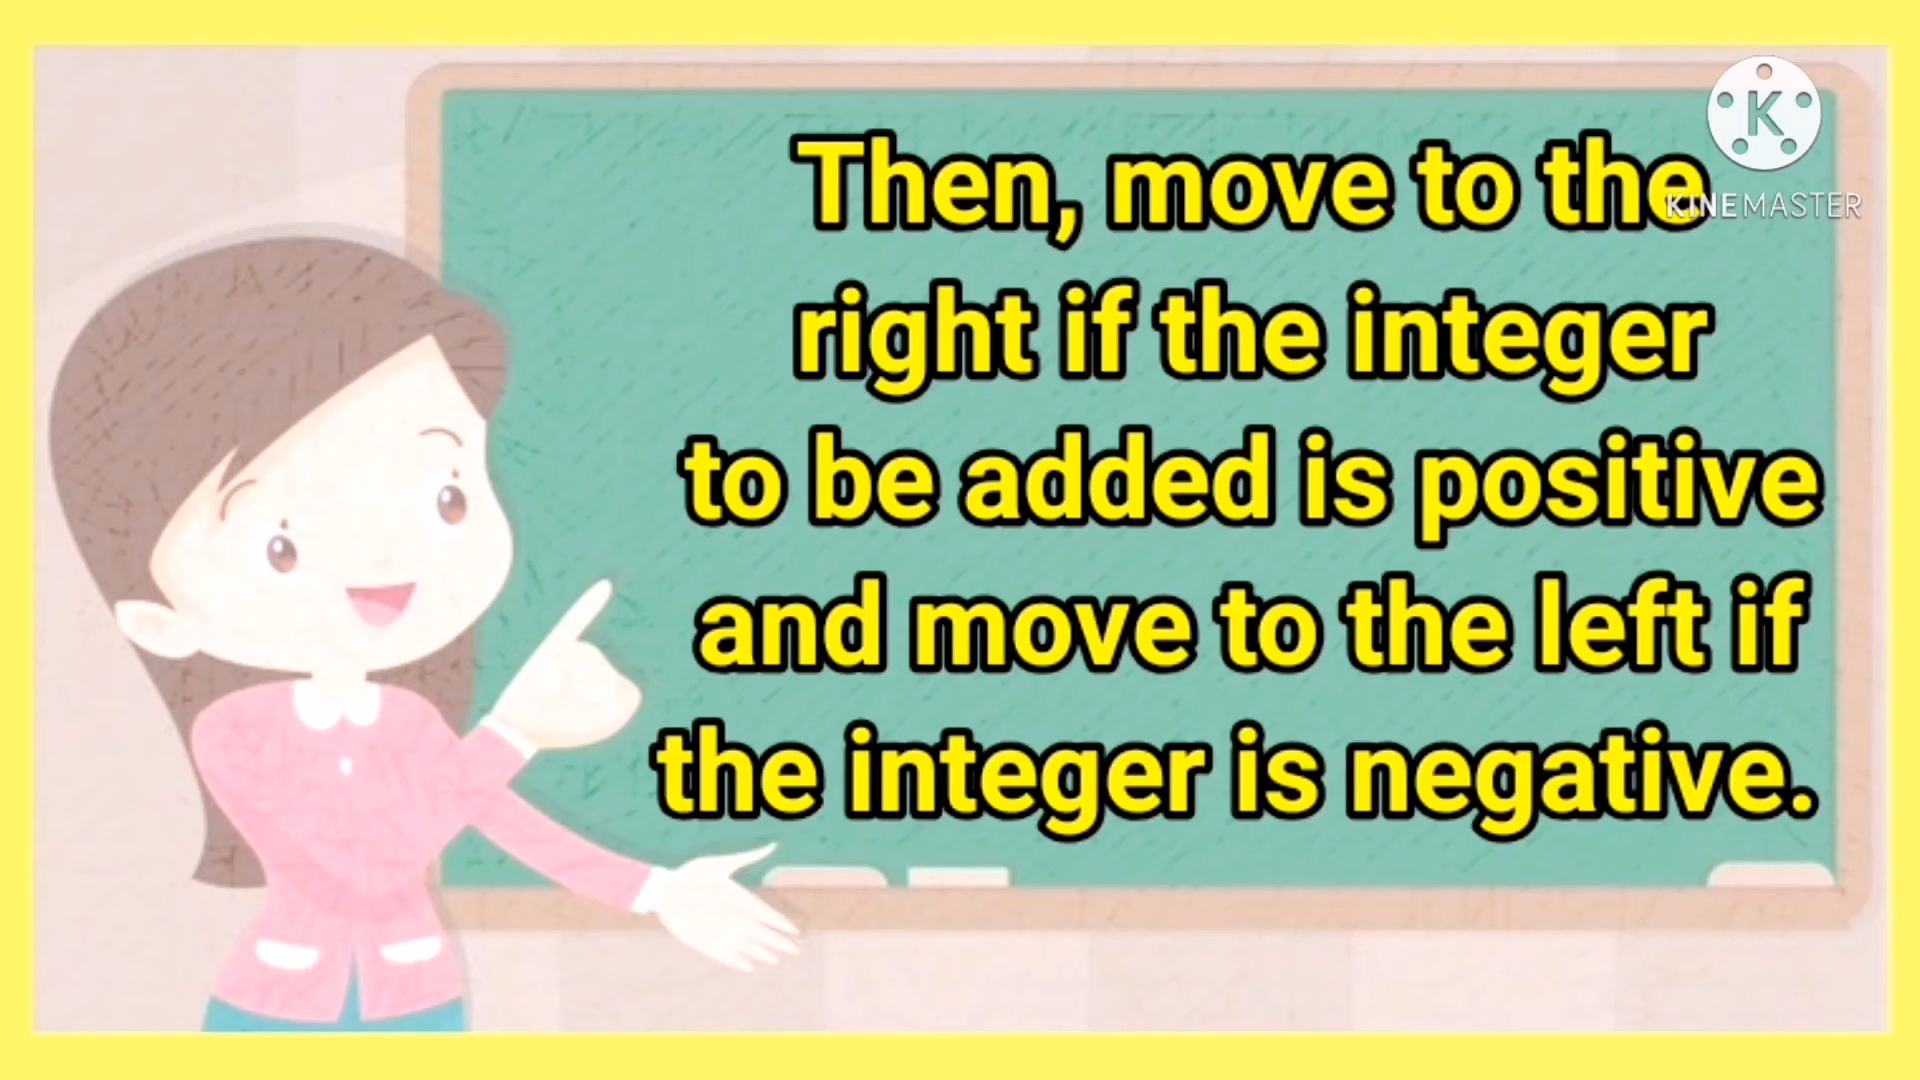 Then, move to the
right if the integer
to be added is positive
and move to the left if
the integer is negative.
K
KINEMASTER